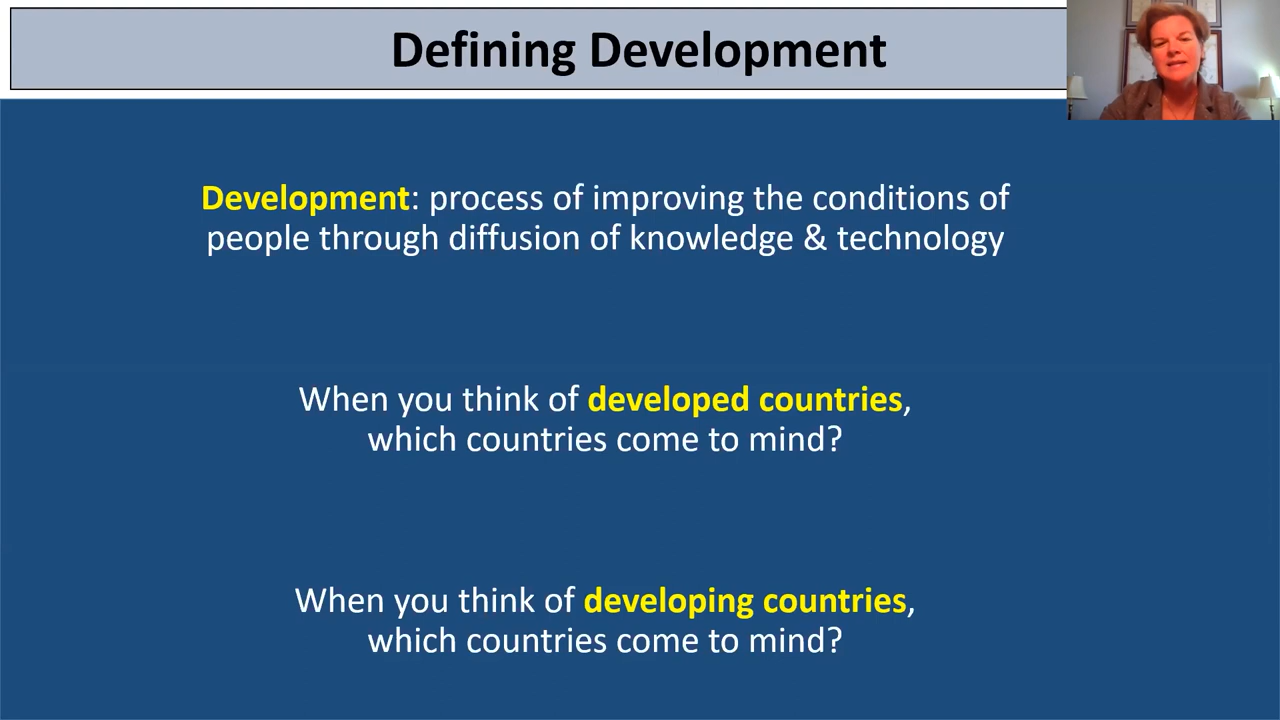 Defining Development
Development: process of improving the conditions of
people through diffusion of knowledge & technology
When you think of developed countries,
which countries come to mind?
When you think of developing countries,
which countries come to mind?